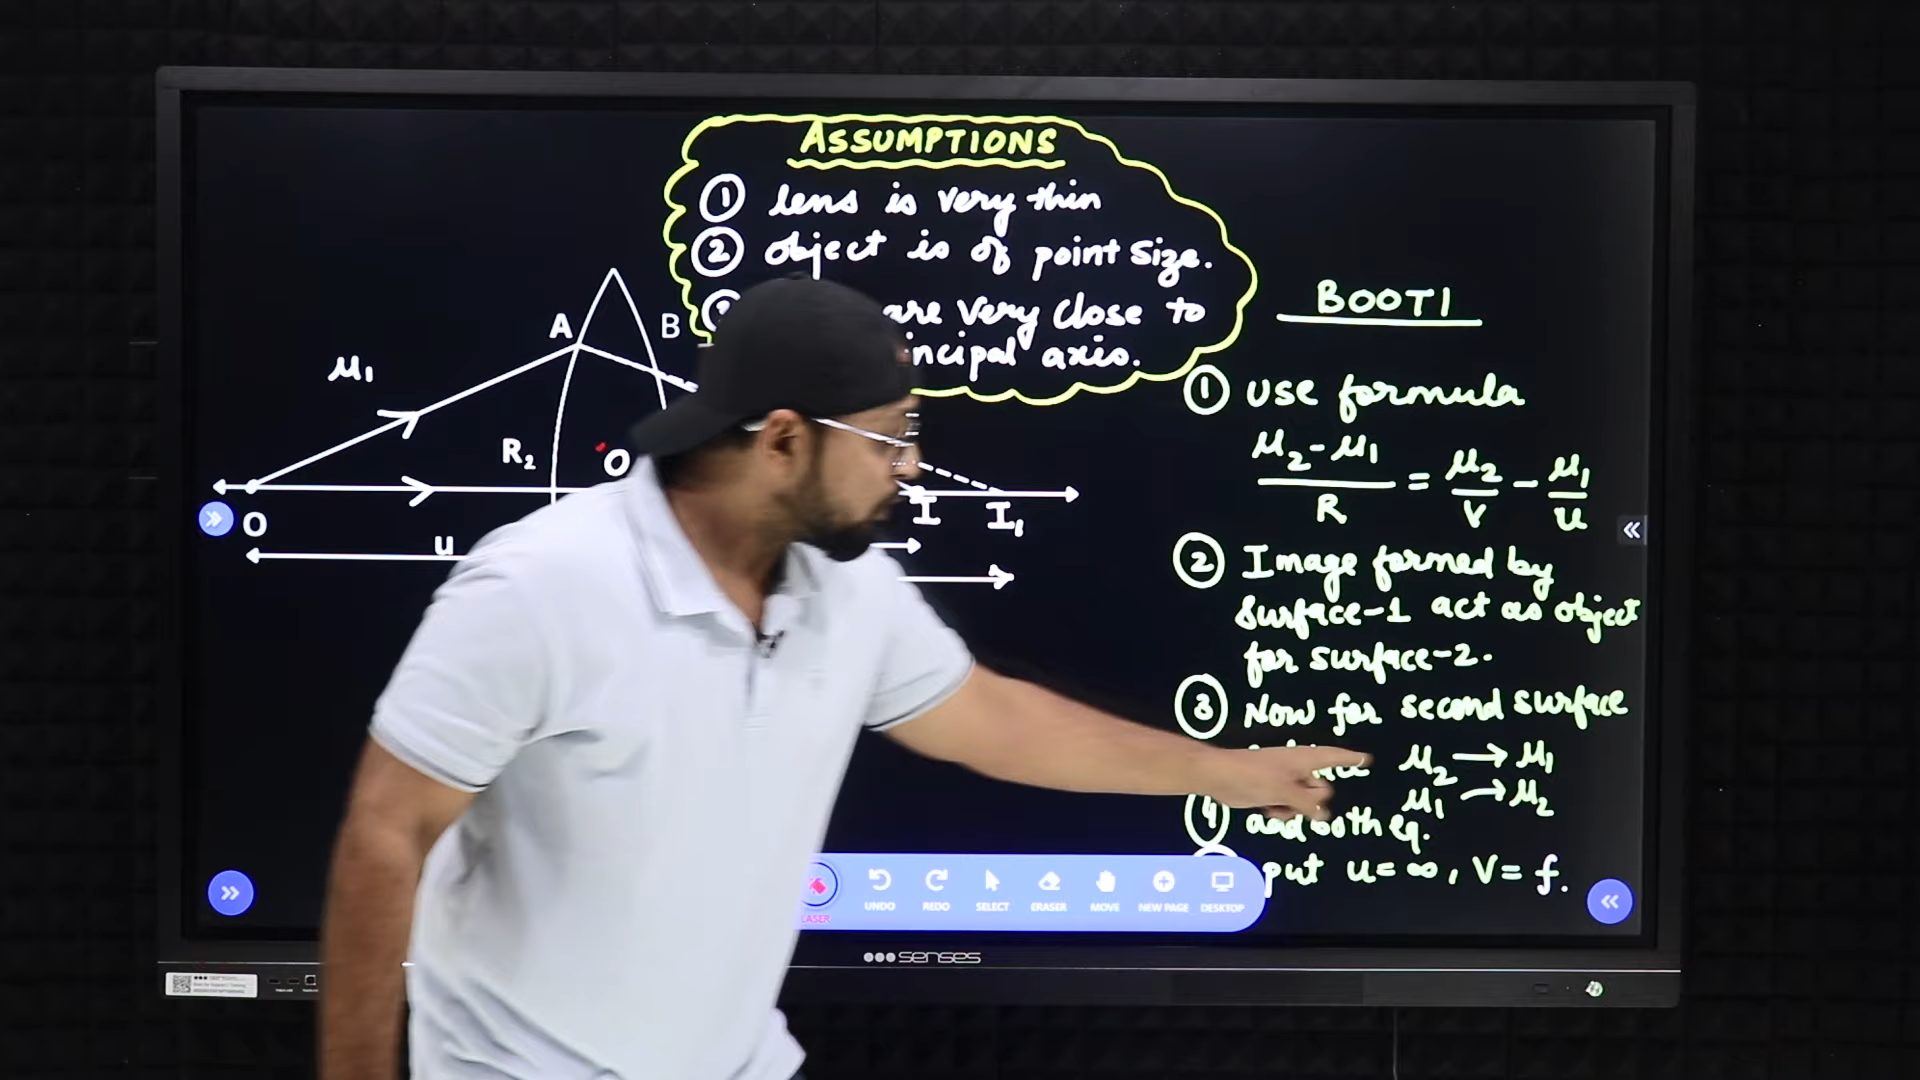 ASSUMPTIONS
① lens is very thin
② object is of point size.
are very close to
incipal axis.
A
B
μ₁
R₂
O
O
I
I₁
u
BOOTI
① use formula
μ₂-μ₁/R = μ₂/v - μ₁/u
② Image formed by
surface-1 act as object
for surface-2.
③ Now for second surface
μ₂ → μ₁
μ₁ → μ₂
④ add both eq.
put u=∞, v=f.
LASER
UNDO
REDO
SELECT
ERASER
MOVE
NEW PAGE
DESKTOP
senses